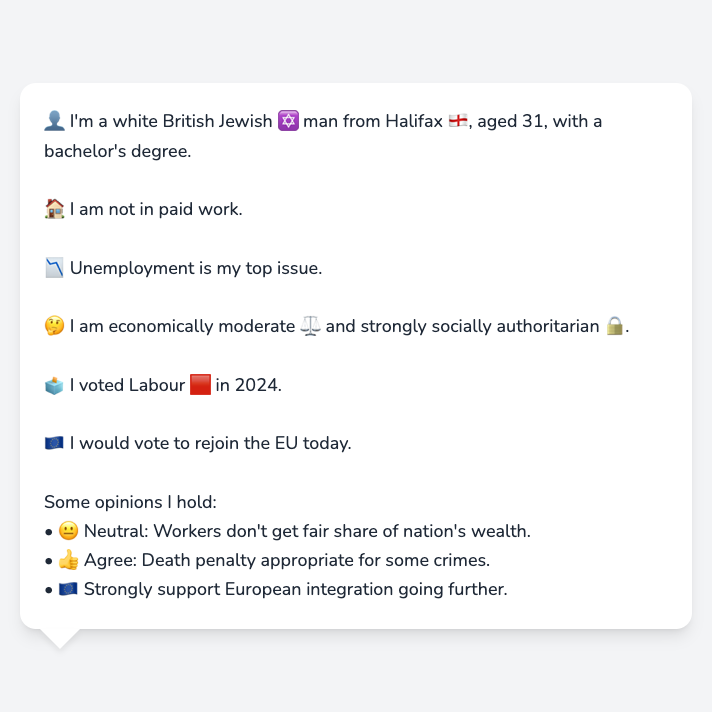 👤 I'm a white British Jewish ✡️ man from Halifax 🏴󠁧󠁢󠁥󠁮󠁧󠁿, aged 31, with a
bachelor's degree.
🏠 I am not in paid work.
📉 Unemployment is my top issue.
🤔 I am economically moderate ⚖️ and strongly socially authoritarian 🔒.
🗳️ I voted Labour 🟥 in 2024.
🇪🇺 I would vote to rejoin the EU today.
Some opinions I hold:
• 😐 Neutral: Workers don't get fair share of nation's wealth.
• 👍 Agree: Death penalty appropriate for some crimes.
• 🇪🇺 Strongly support European integration going further.